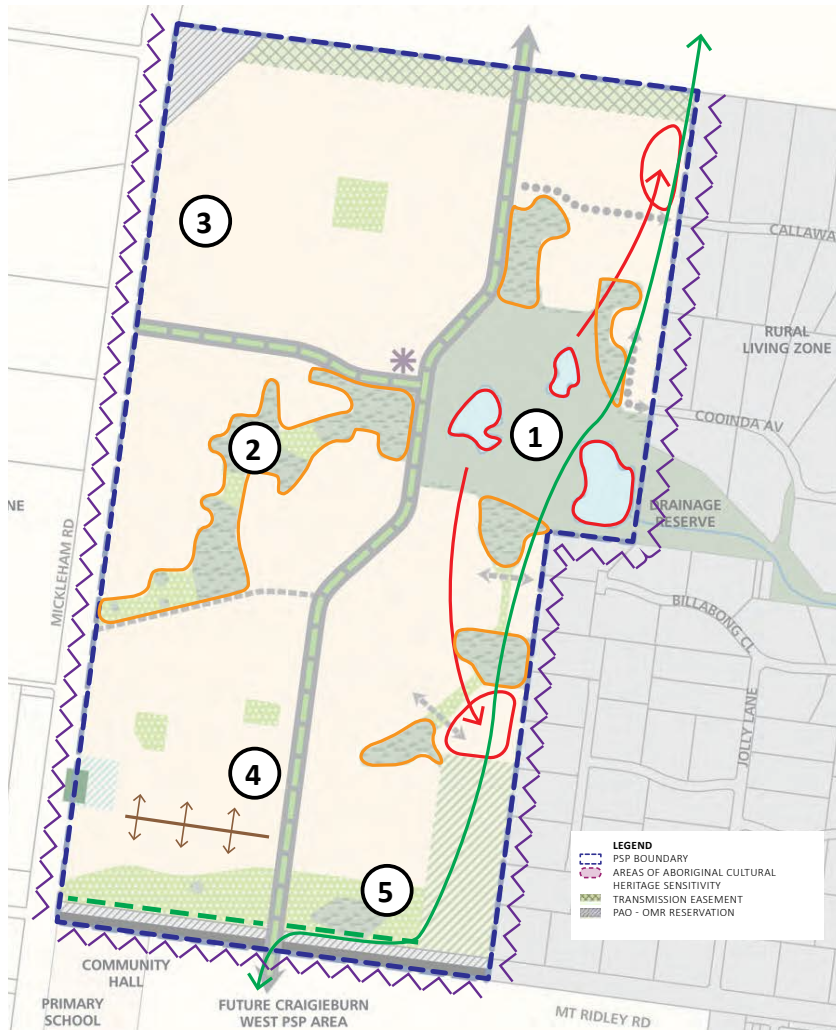 3
CALLAWA
RURAL
LIVING ZONE
1
COOINDA AV
2
NE
DRAINAGE
RESERVE
MICKLEHAM RD
BILLABONG CL
JOLLY LANE
4
5
LEGEND
PSP BOUNDARY
AREAS OF ABORIGINAL CULTURAL
HERITAGE SENSITIVITY
TRANSMISSION EASEMENT
PAO - OMR RESERVATION
COMMUNITY
HALL
PRIMARY
SCHOOL
FUTURE CRAIGIEBURN
WEST PSP AREA
MT RIDLEY RD